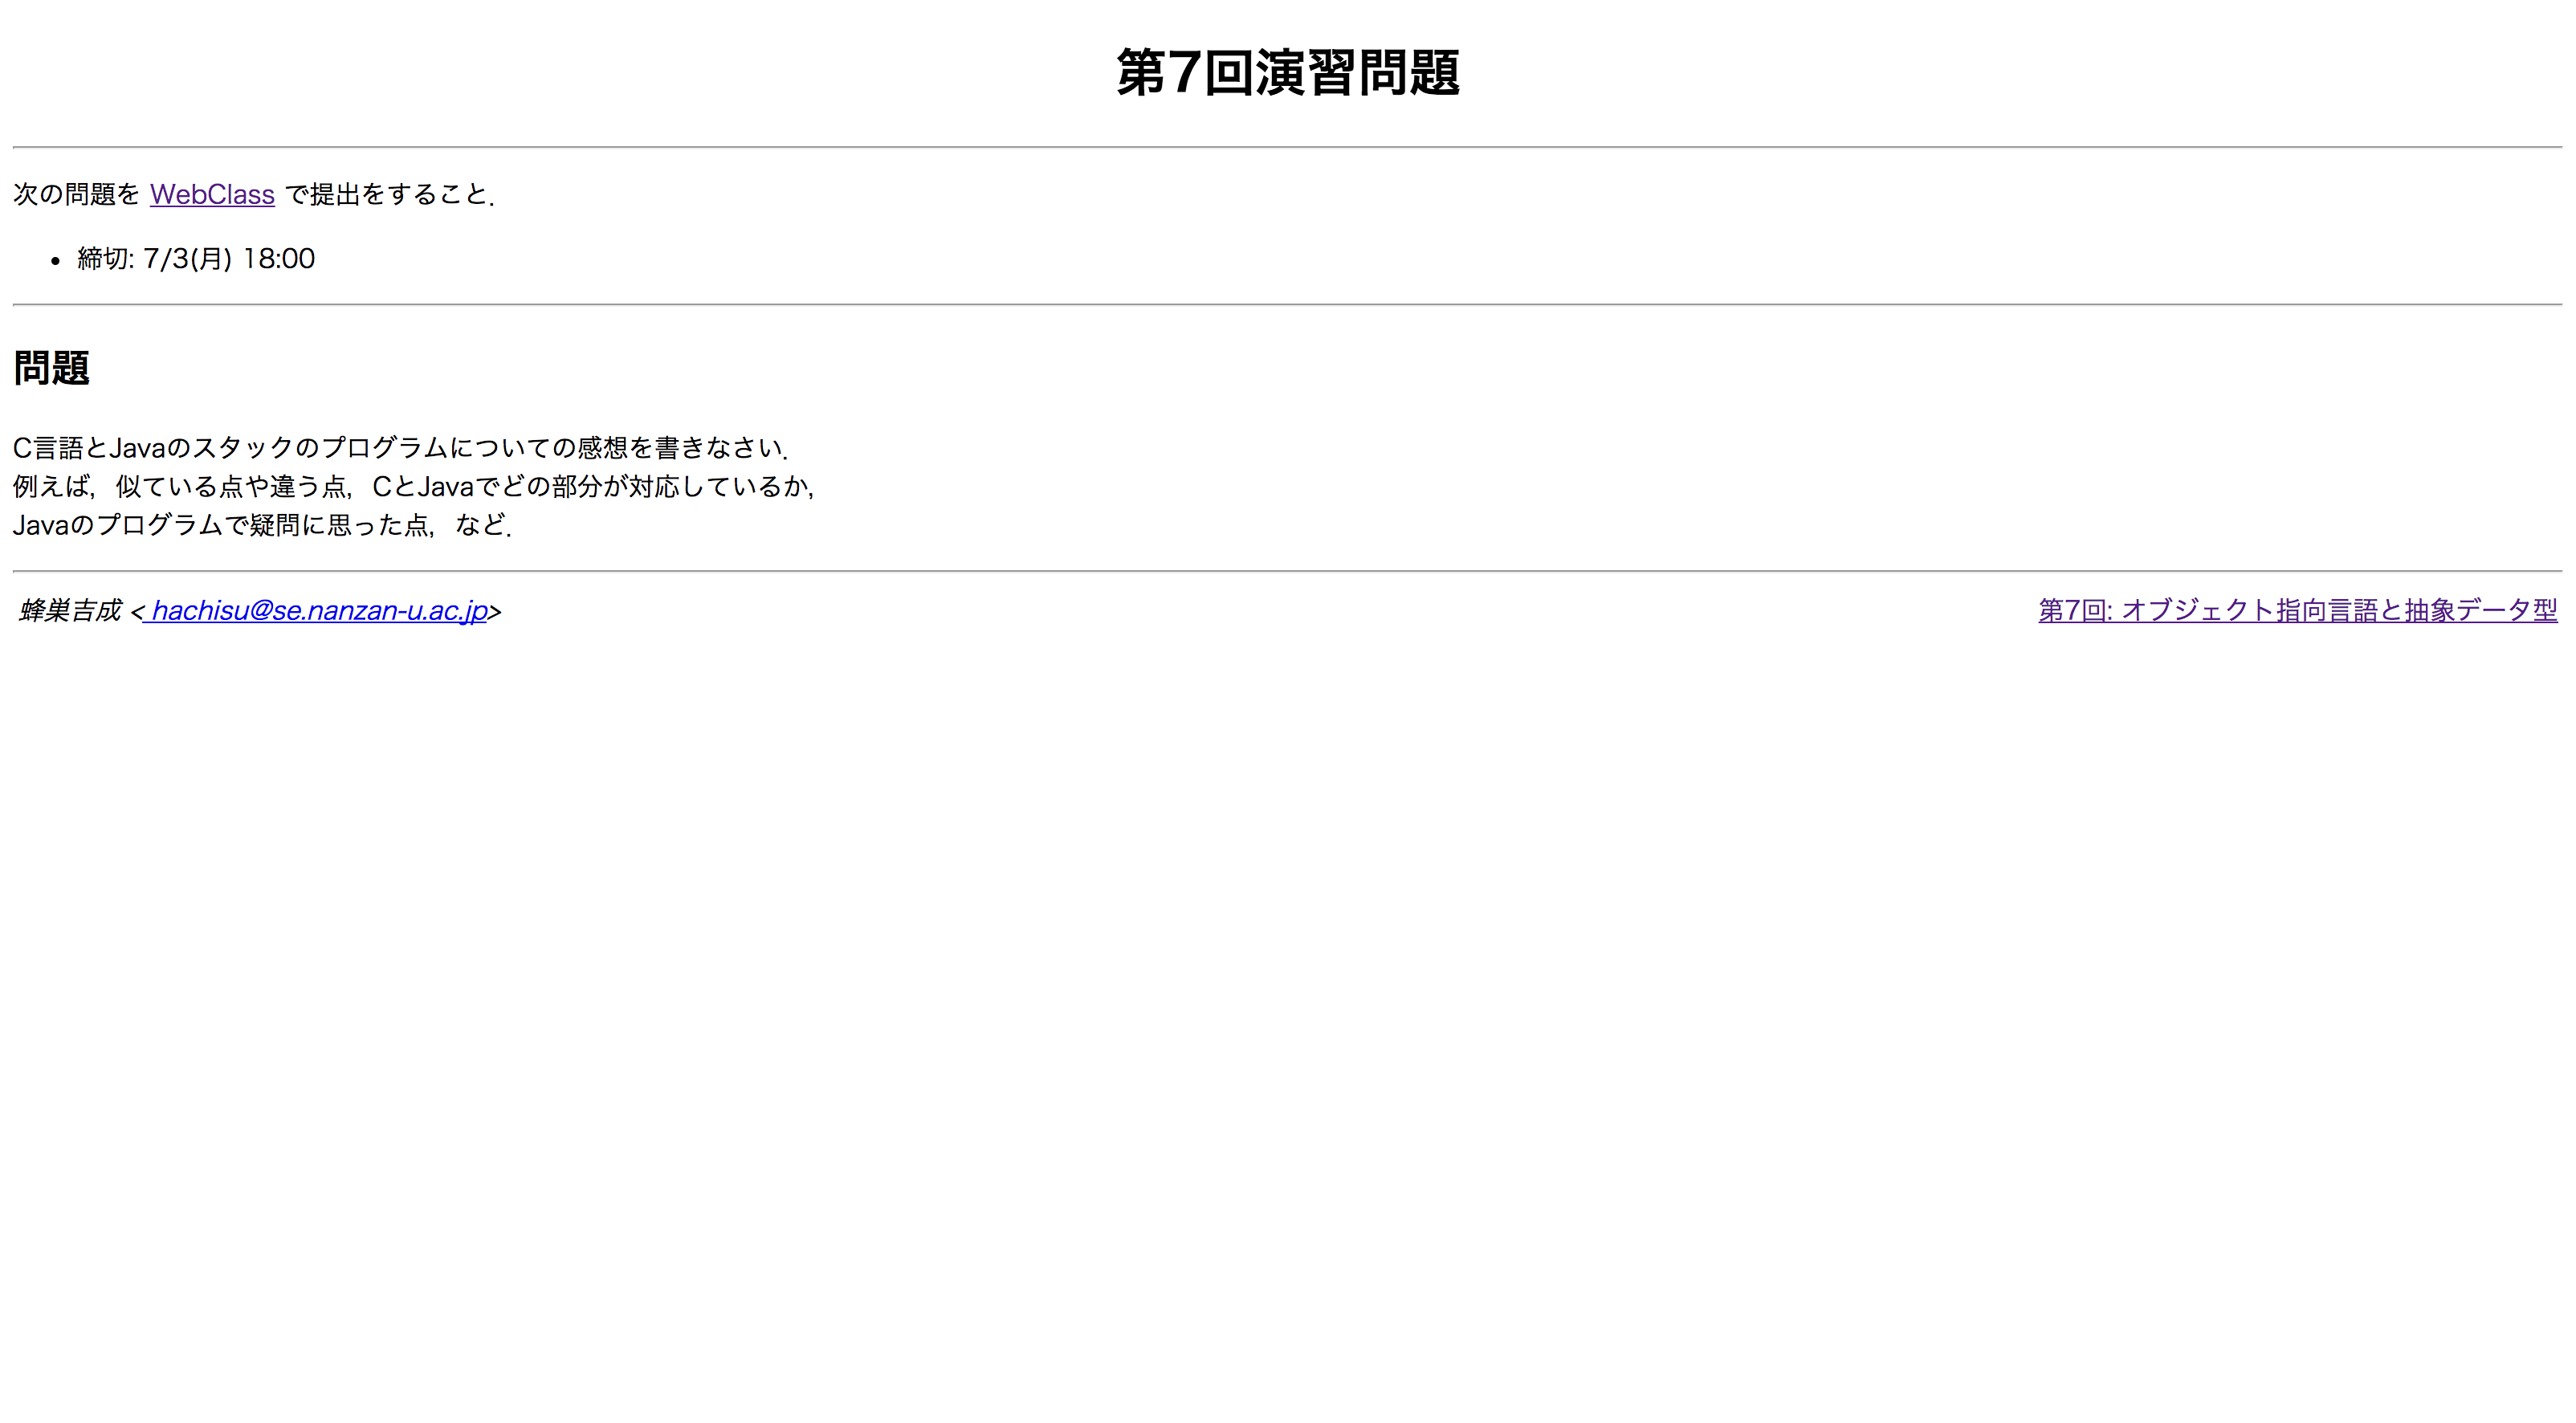 第7回演習問題
次の問題を WebClass で提出をすること．
• 締切: 7/3(月) 18:00
問題
C言語とJavaのスタックのプログラムについての感想を書きなさい．
例えば，似ている点や違う点，CとJavaでどの部分が対応しているか，
Javaのプログラムで疑問に思った点，など．
蜂巣吉成 < hachisu@se.nanzan-u.ac.jp>
第7回: オブジェクト指向言語と抽象データ型